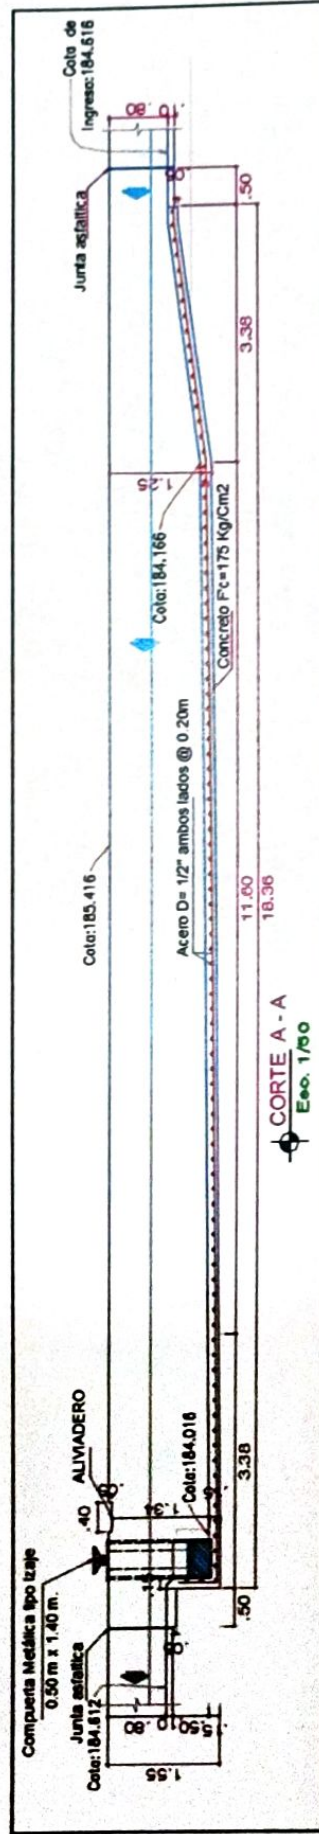 Compuerta Metálica tipo Izaje
0.50 m x 1.40 m.
ALIVIADERO
.40
Junta asfaltica
Cota:184.612
1.55
.80
.50
Cota:184.016
.50
3.38
Cota:185.416
Acero D= 1/2" ambos lados @ 0.20m
11.60
18.36
Cota:184.166
1.25
Concreto F'c=175 Kg/Cm2
3.38
.50
Junta asfaltica
Cota de
Ingreso:184.616
.80
CORTE A - A
Esc. 1/50